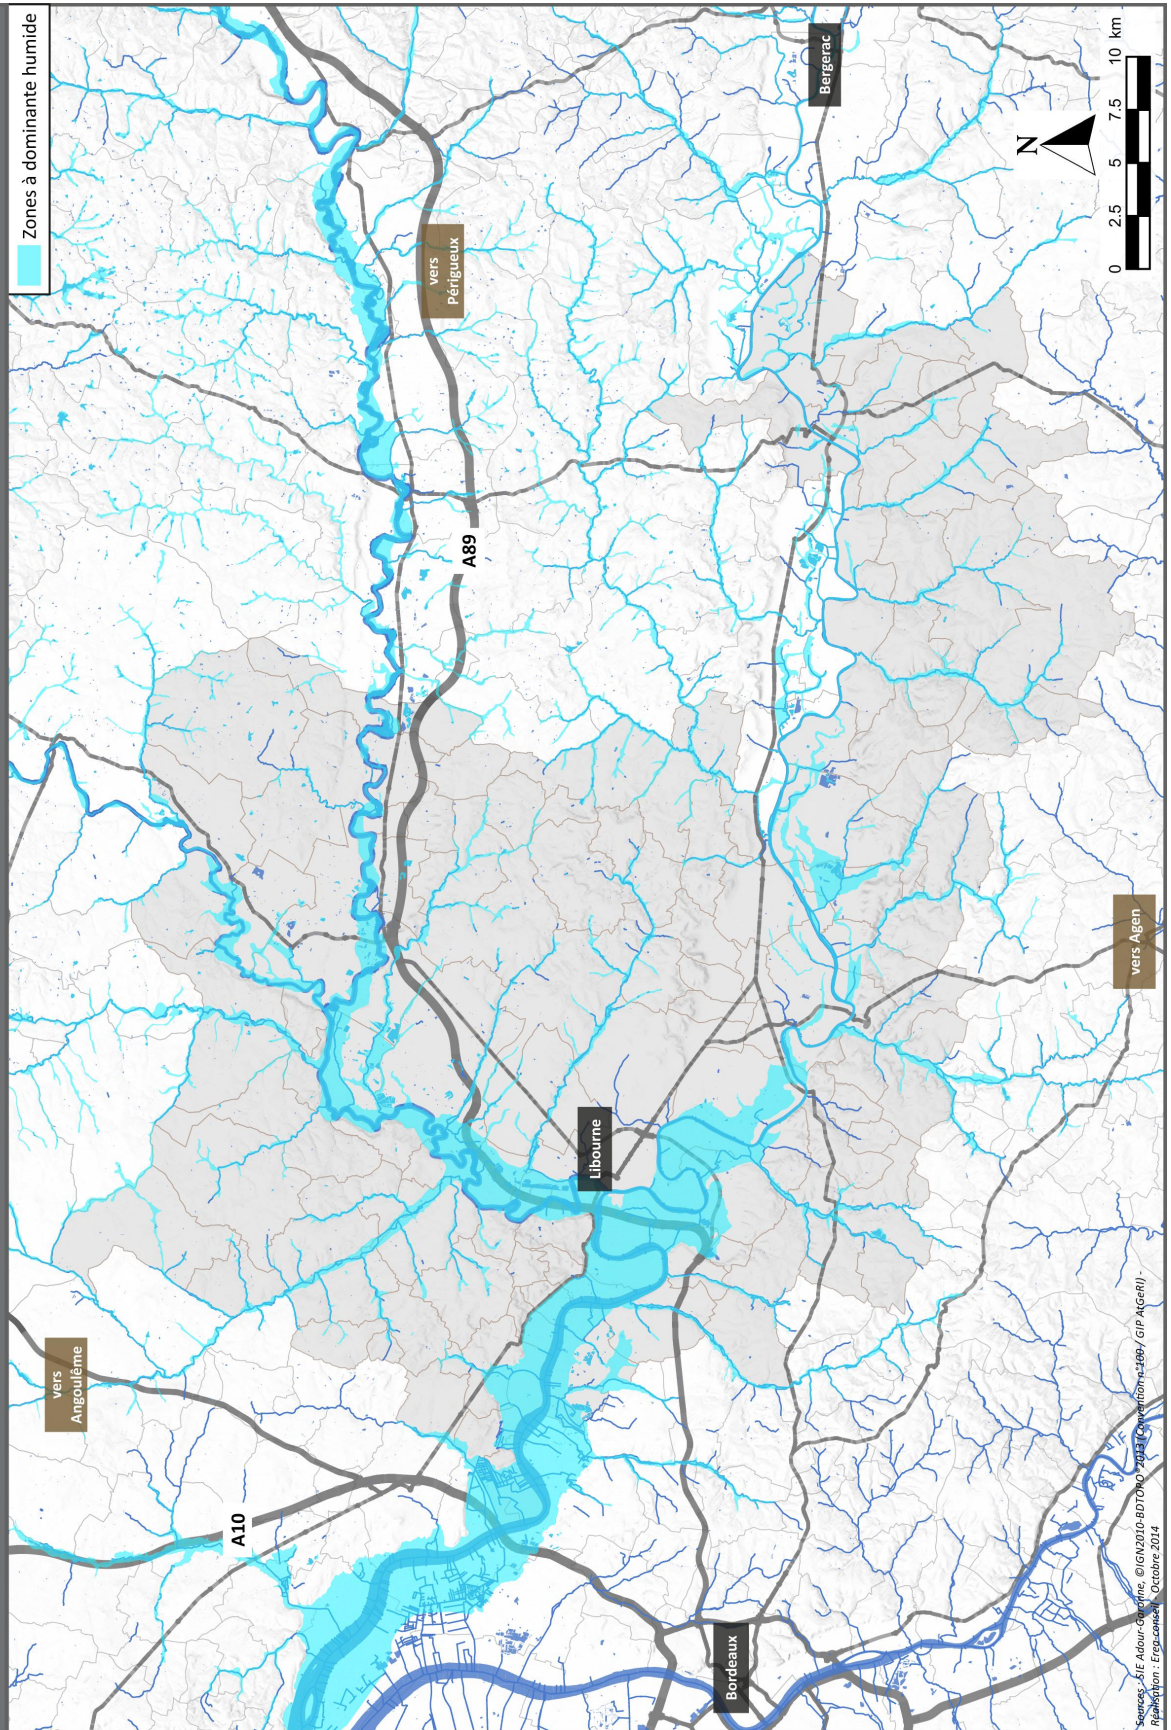 Zones à dominante humide
vers
Angoulême
A10
vers
Périgueux
A89
Libourne
Bergerac
Bordeaux
vers Agen
N
0 2.5 5 7.5 10 km
Sources : SIE Adour-Garonne, ©IGN2010-BDTOPO®2013 (Convention n°100 / GIP AtGeRi) -
Réalisation : Erea-conseil - Octobre 2014